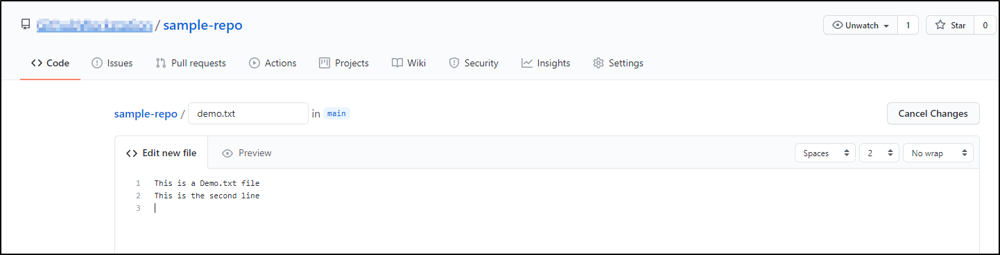 / sample-repo
Unwatch 1 Star 0
Code Issues Pull requests Actions Projects Wiki Security Insights Settings
sample-repo / demo.txt in main Cancel Changes
Edit new file Preview Spaces 2 No wrap
1 This is a Demo.txt file
2 This is the second line
3